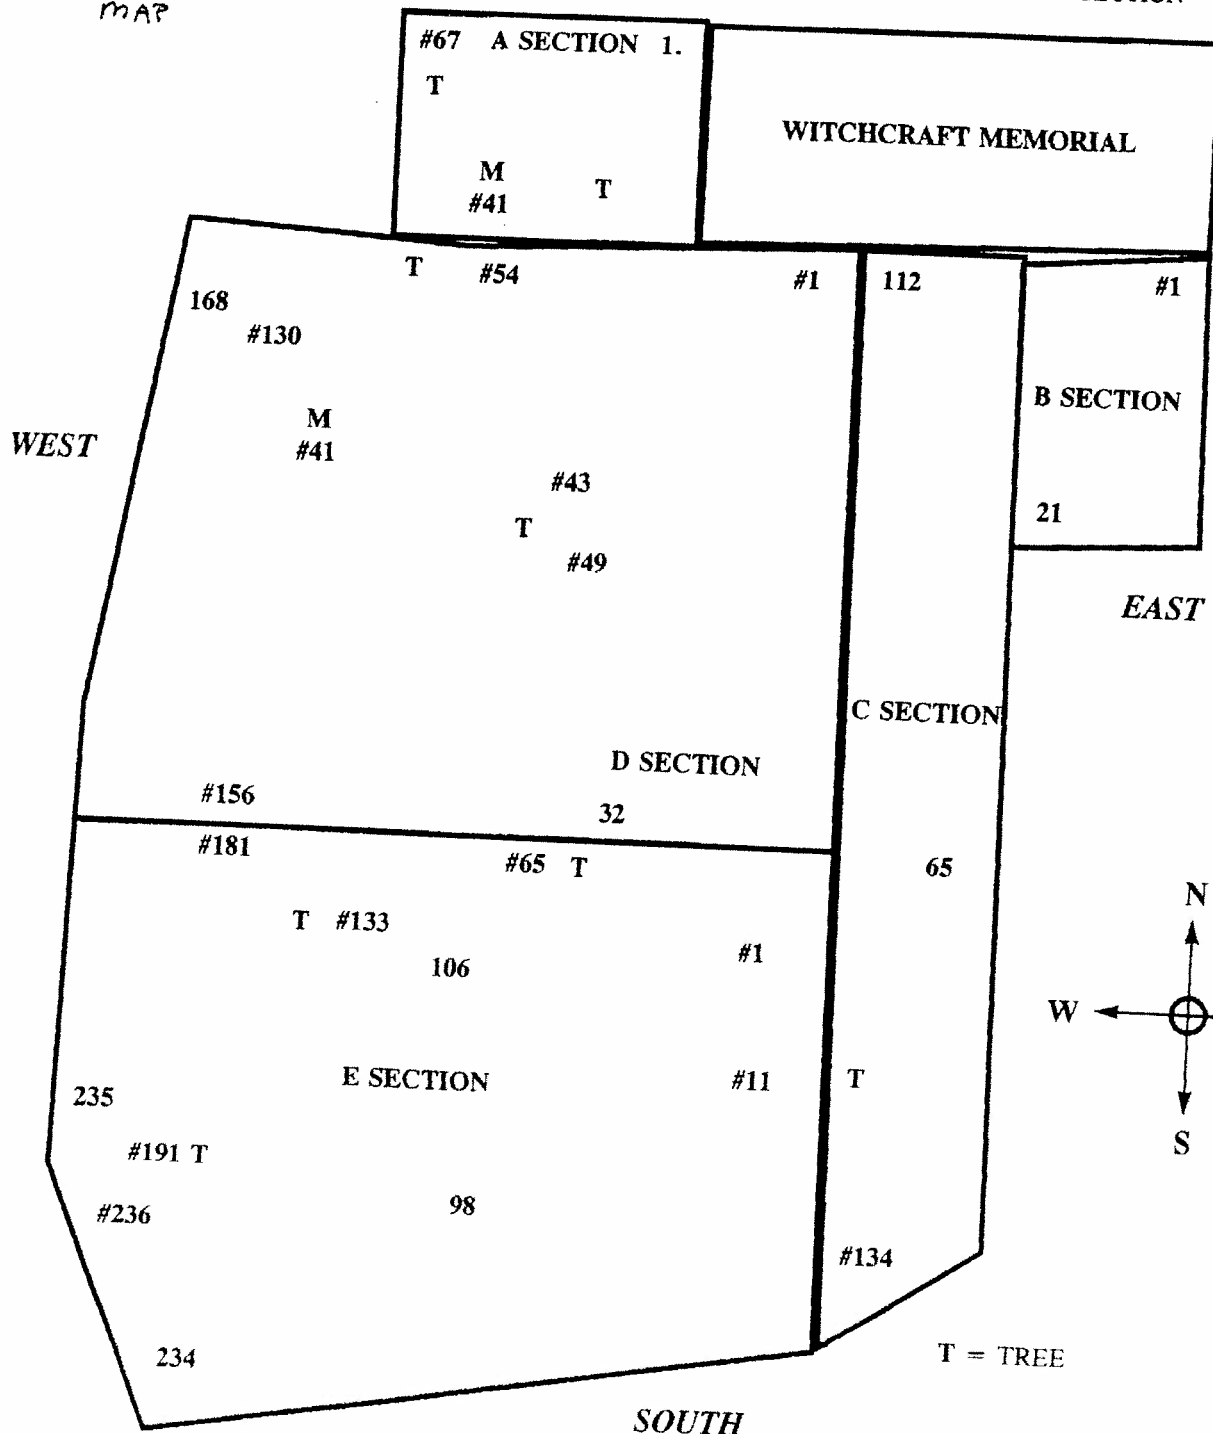 MAP
#67 A SECTION 1.
T
WITCHCRAFT MEMORIAL
M
#41
T
T
#54
#1
112
#1
168
#130
B SECTION
M
#41
WEST
#43
21
T
#49
EAST
C SECTION
D SECTION
#156
32
#181
#65 T
65
N
T #133
#1
106
W
E SECTION
#11
T
235
S
#191 T
#236
98
#134
234
T = TREE
SOUTH